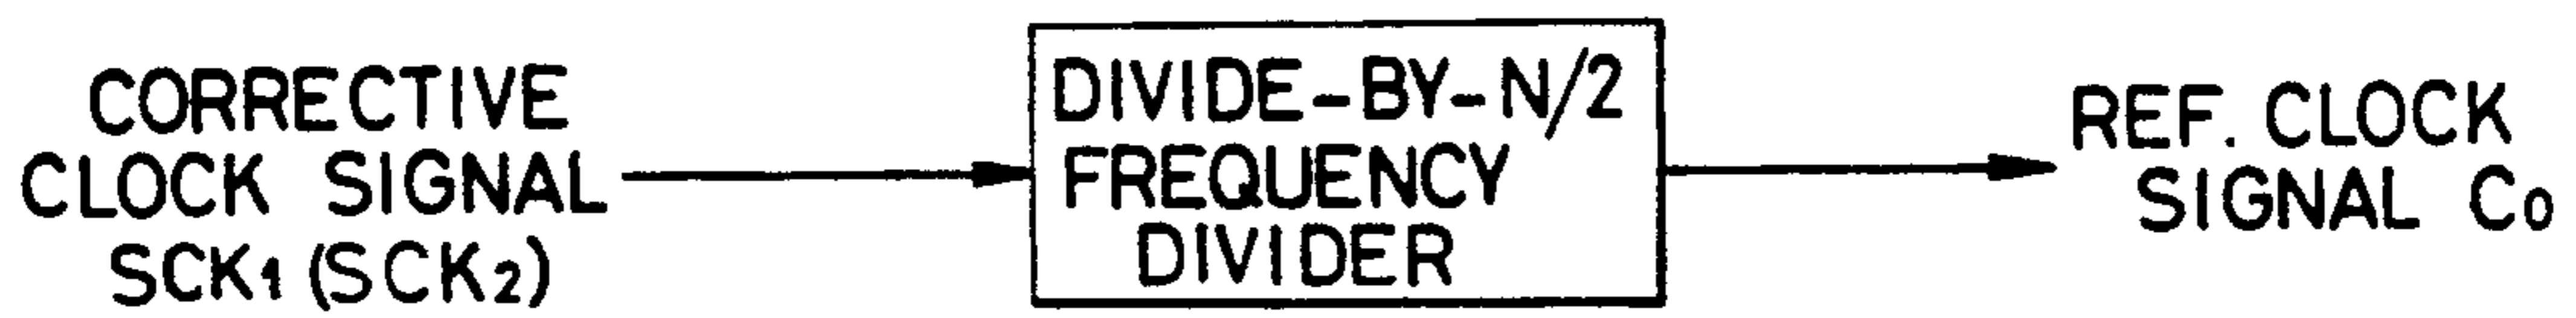 CORRECTIVE
CLOCK SIGNAL
SCK₁ (SCK₂)
DIVIDE-BY-N/2
FREQUENCY
DIVIDER
REF. CLOCK
SIGNAL C₀